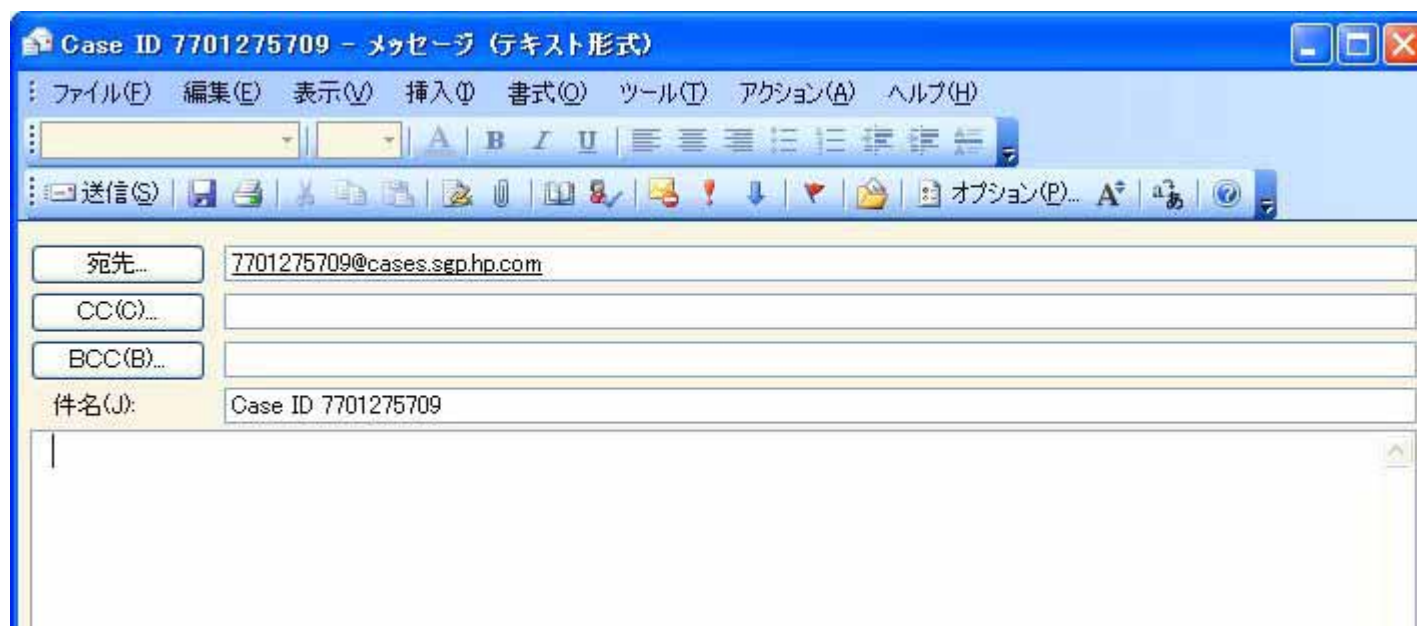 Case ID 7701275709 - メッセージ (テキスト形式)
ファイル(F) 編集(E) 表示(V) 挿入(I) 書式(O) ツール(T) アクション(A) ヘルプ(H)
A B I U
送信(S) オプション(P)... A aあ
宛先... 7701275709@cases.sgp.hp.com
CC(C)...
BCC(B)...
件名(J): Case ID 7701275709